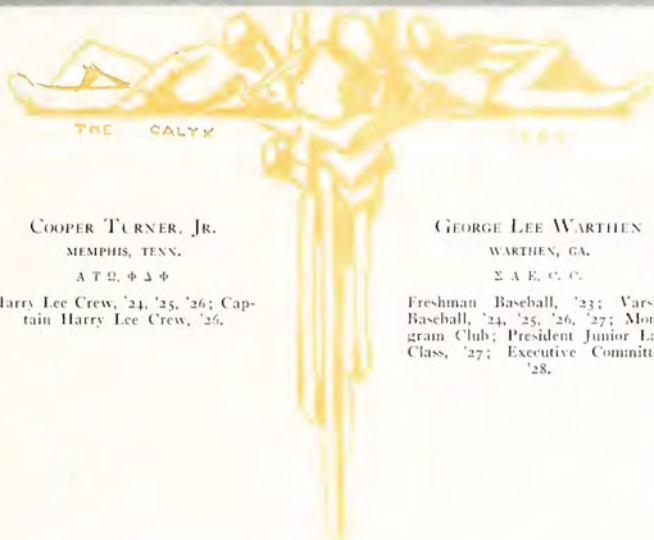 THE CALYX
COOPER TURNER, JR.
MEMPHIS, TENN.
Α Τ Ω, Φ Δ Φ
Harry Lee Crew, '24, '25, '26; Cap-
tain Harry Lee Crew, '26.
GEORGE LEE WARTHEN
WARTHEN, GA.
Σ Α Ε, C. C.
Freshman Baseball, '23; Vars
Baseball, '24, '25, '26, '27; Mon
gram Club; President Junior La
Class, '27; Executive Committ
'28.